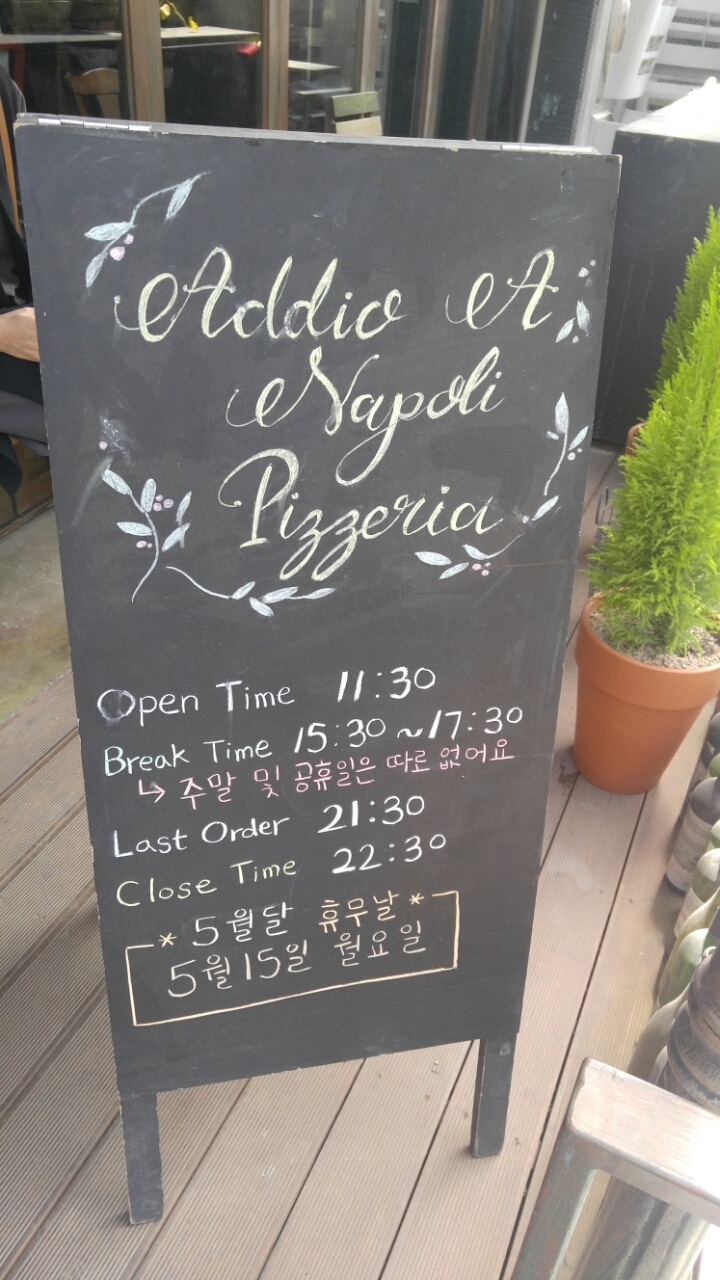 Addio A
Napoli
Pizzeria
Open Time 11:30
Break Time 15:30~17:30
↳ 주말 및 공휴일은 따로 없어요
Last Order 21:30
Close Time 22:30
* 5월달 휴무날 *
5월15일 월요일